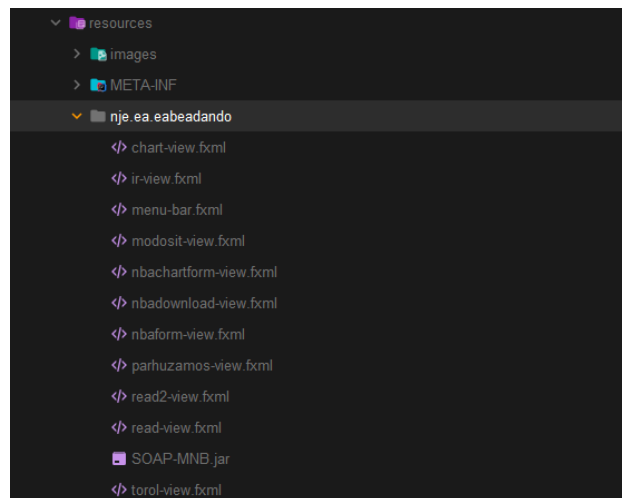 resources
images
META-INF
nje.ea.eabeadando
chart-view.fxml
ir-view.fxml
menu-bar.fxml
modosit-view.fxml
nbachartform-view.fxml
nbadownload-view.fxml
nbaform-view.fxml
parhuzamos-view.fxml
read2-view.fxml
read-view.fxml
SOAP-MNB.jar
torol-view.fxml